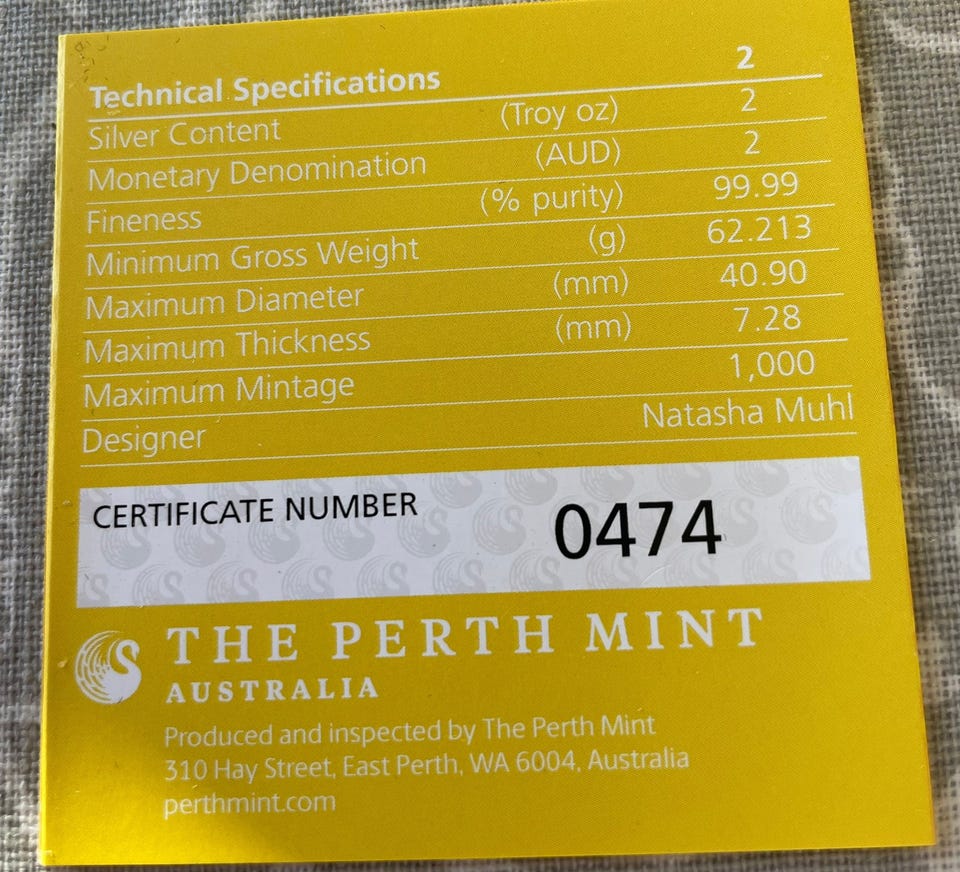 2
Technical Specifications
Silver Content (Troy oz) 2
Monetary Denomination (AUD) 2
Fineness (% purity) 99.99
Minimum Gross Weight (g) 62.213
Maximum Diameter (mm) 40.90
Maximum Thickness (mm) 7.28
Maximum Mintage 1,000
Designer Natasha Muhl
CERTIFICATE NUMBER 0474
THE PERTH MINT
AUSTRALIA
Produced and inspected by The Perth Mint
310 Hay Street, East Perth, WA 6004, Australia
perthmint.com